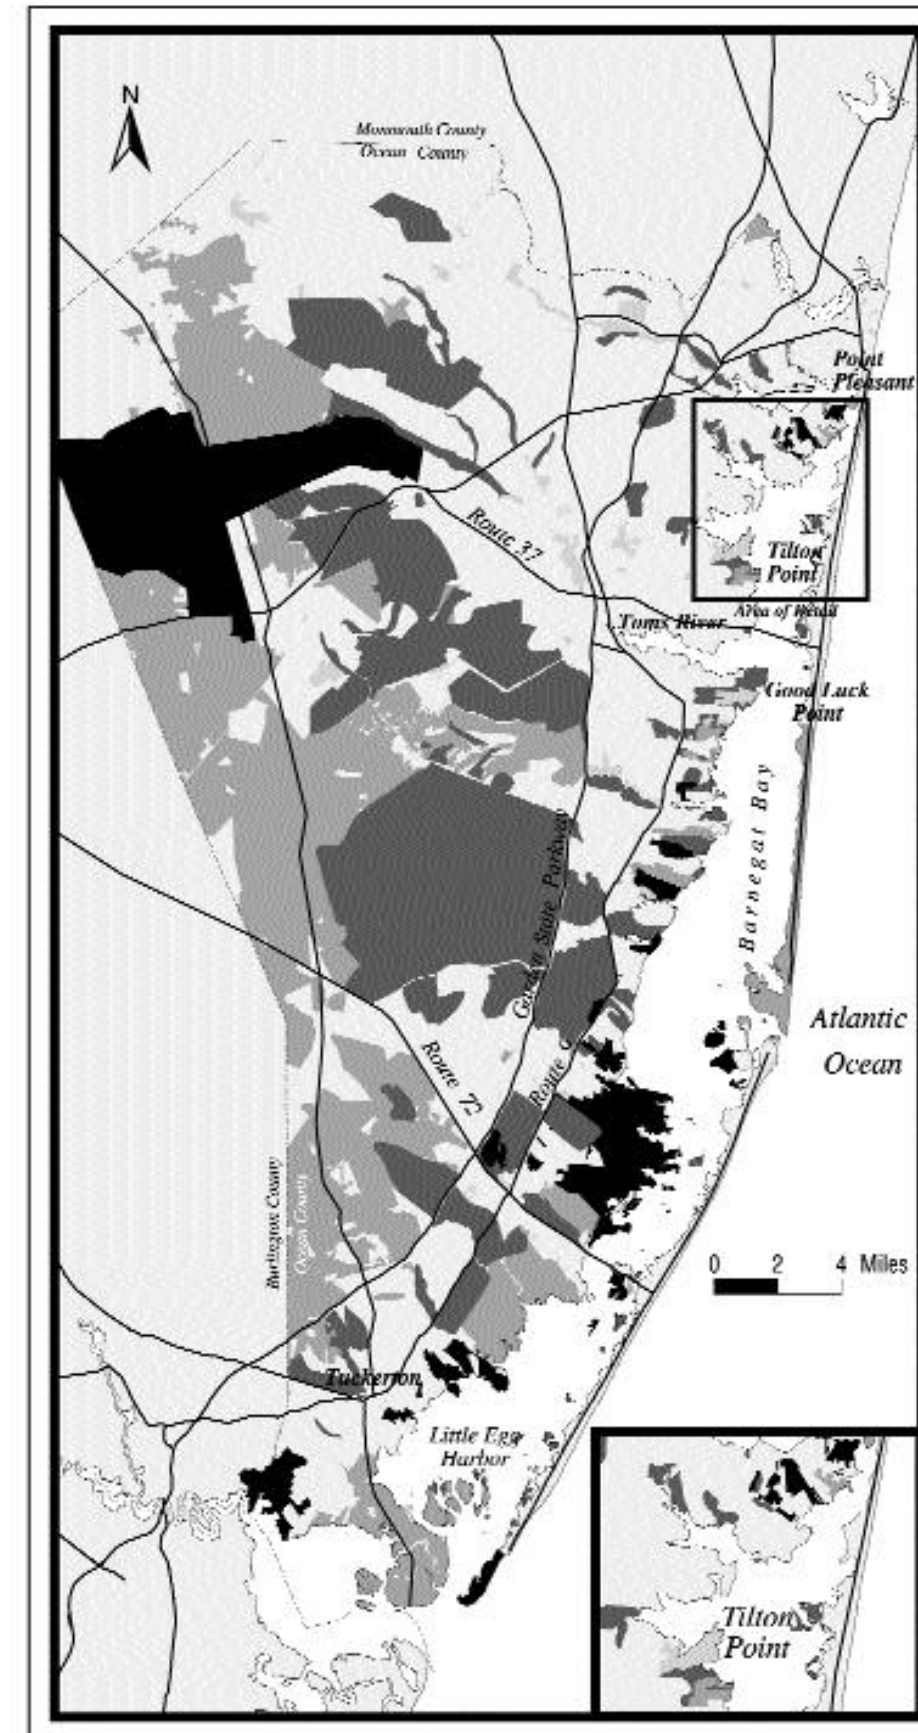 N
Monmouth County
Ocean County
Point
Pleasant
Route 37
Tilton
Point
Area of Detail
Toms River
Good Luck
Point
Barnegat Bay
Garden State Parkway
Atlantic
Ocean
Route 9
Route 72
Burlington County
Ocean County
0 2 4 Miles
Tuckerton
Little Egg
Harbor
Tilton
Point